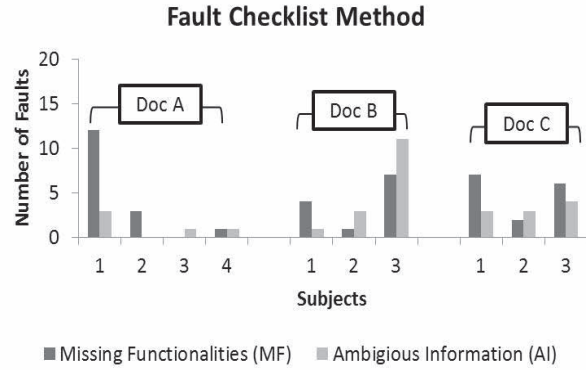 Fault Checklist Method
Number of Faults
20
15
10
5
0
Doc A
Doc B
Doc C
1 2 3 4 1 2 3 1 2 3
Subjects
Missing Functionalities (MF) Ambigious Information (AI)